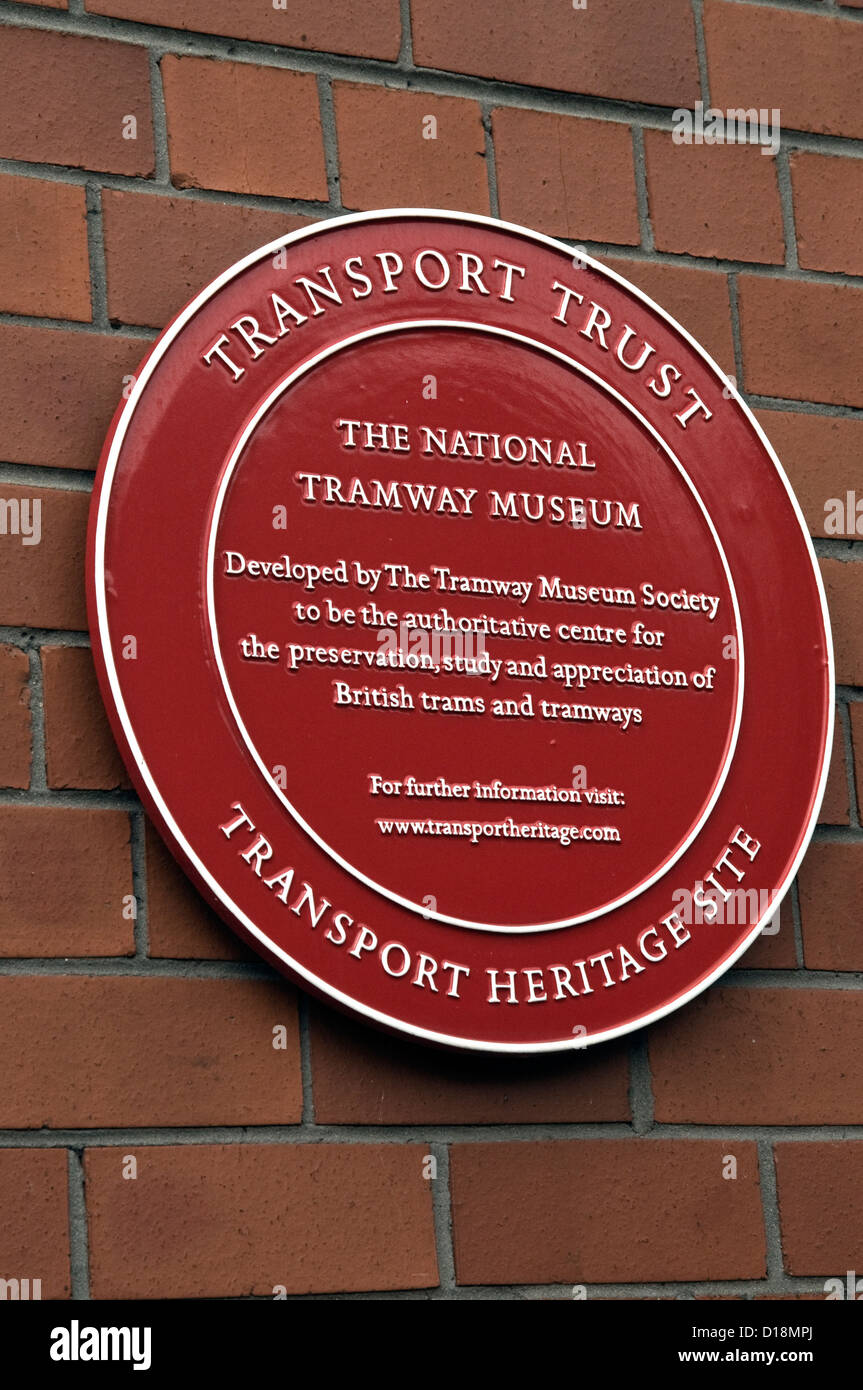 TRANSPORT TRUST
THE NATIONAL
TRAMWAY MUSEUM
Developed by The Tramway Museum Society
to be the authoritative centre for
the preservation, study and appreciation of
British trams and tramways
For further information visit:
www.transportheritage.com
TRANSPORT HERITAGE SITE
alamy
Image ID: D18MPJ
www.alamy.com